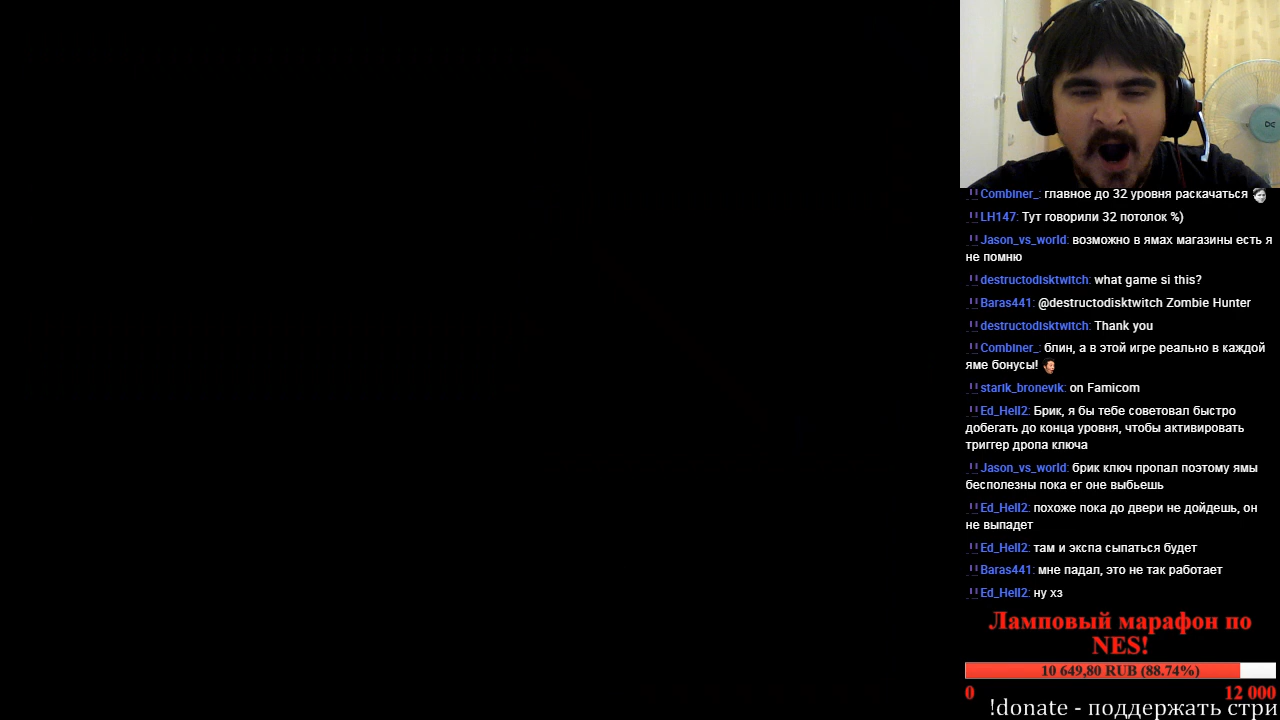 Combiner_: главное до 32 уровня раскачаться
LH147: Тут говорили 32 потолок %)
Jason_vs_world: возможно в ямах магазины есть я
не помню
destructodisktwitch: what game si this?
Baras441: @destructodisktwitch Zombie Hunter
destructodisktwitch: Thank you
Combiner_: блин, а в этой игре реально в каждой
яме бонусы!
starik_bronevik: on Famicom
Ed_Hell2: Брик, я бы тебе советовал быстро
добегать до конца уровня, чтобы активировать
триггер дропа ключа
Jason_vs_world: брик ключ пропал поэтому ямы
бесполезны пока ег оне выбьешь
Ed_Hell2: похоже пока до двери не дойдешь, он
не выпадет
Ed_Hell2: там и экспа сыпаться будет
Baras441: мне падал, это не так работает
Ed_Hell2: ну хз
Ламповый марафон по
NES!
10 649,80 RUB (88.74%)
0 12 000
!donate - поддержать стри